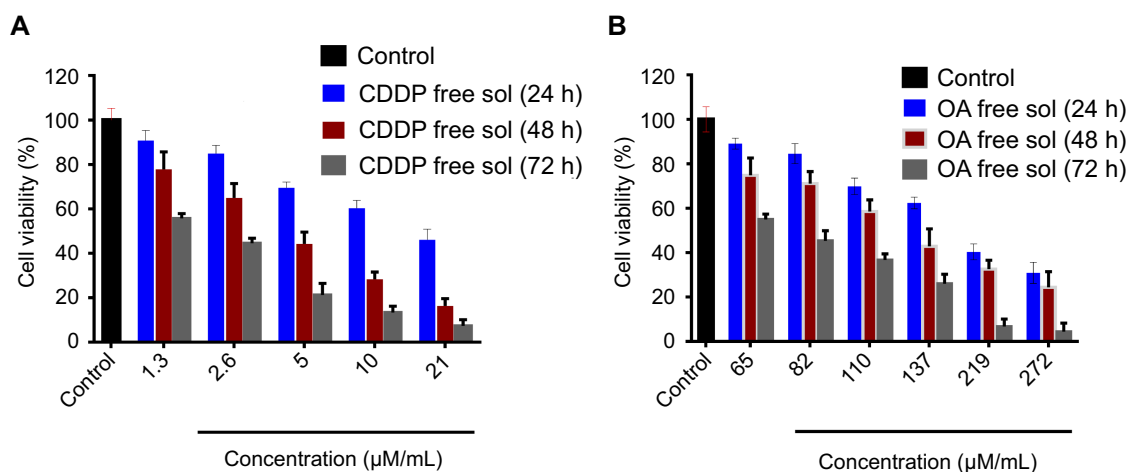 A
Control
CDDP free sol (24 h)
CDDP free sol (48 h)
CDDP free sol (72 h)
Cell viability (%)
120
100
80
60
40
20
0
Control
1.3
2.6
5
10
21
Concentration (µM/mL)
B
Control
OA free sol (24 h)
OA free sol (48 h)
OA free sol (72 h)
Cell viability (%)
120
100
80
60
40
20
0
Control
65
82
110
137
219
272
Concentration (µM/mL)